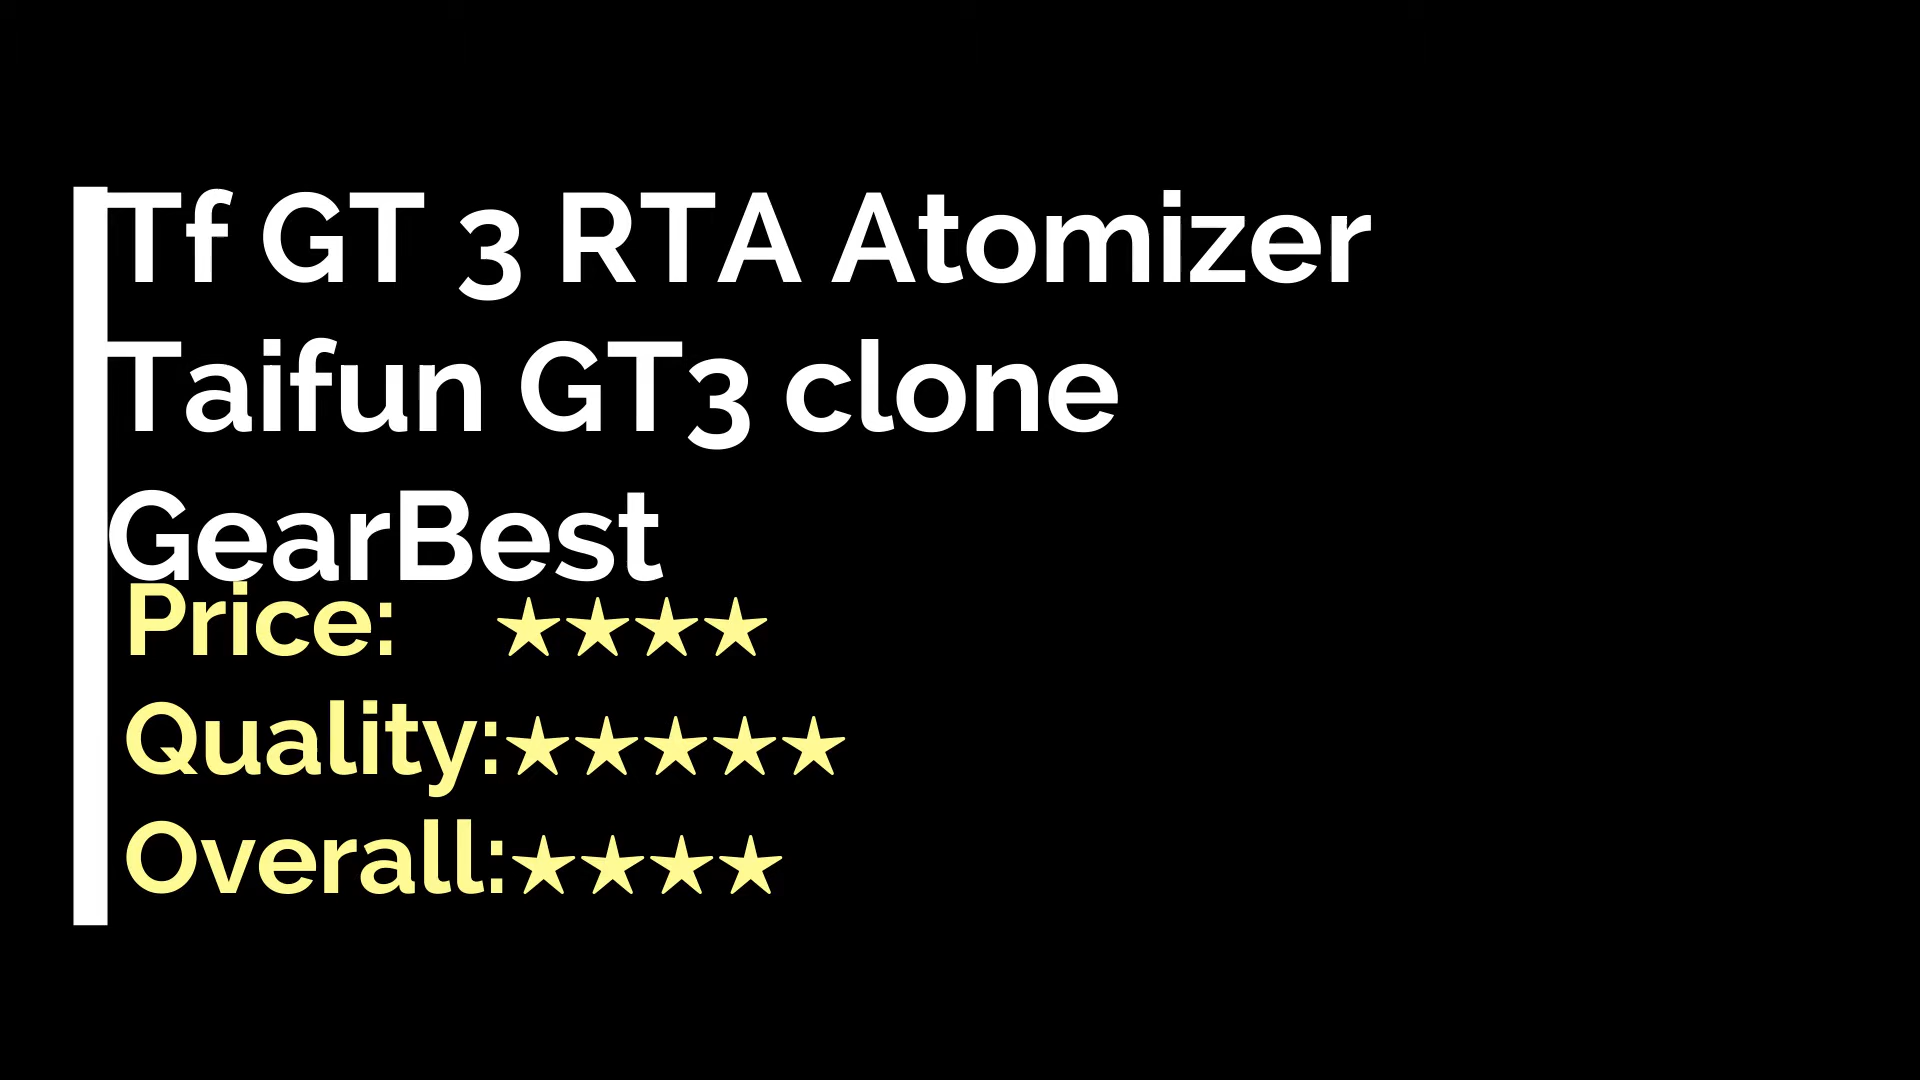 Tf GT 3 RTA Atomizer
Taifun GT3 clone
GearBest
Price: ★★★★
Quality:★★★★★
Overall:★★★★